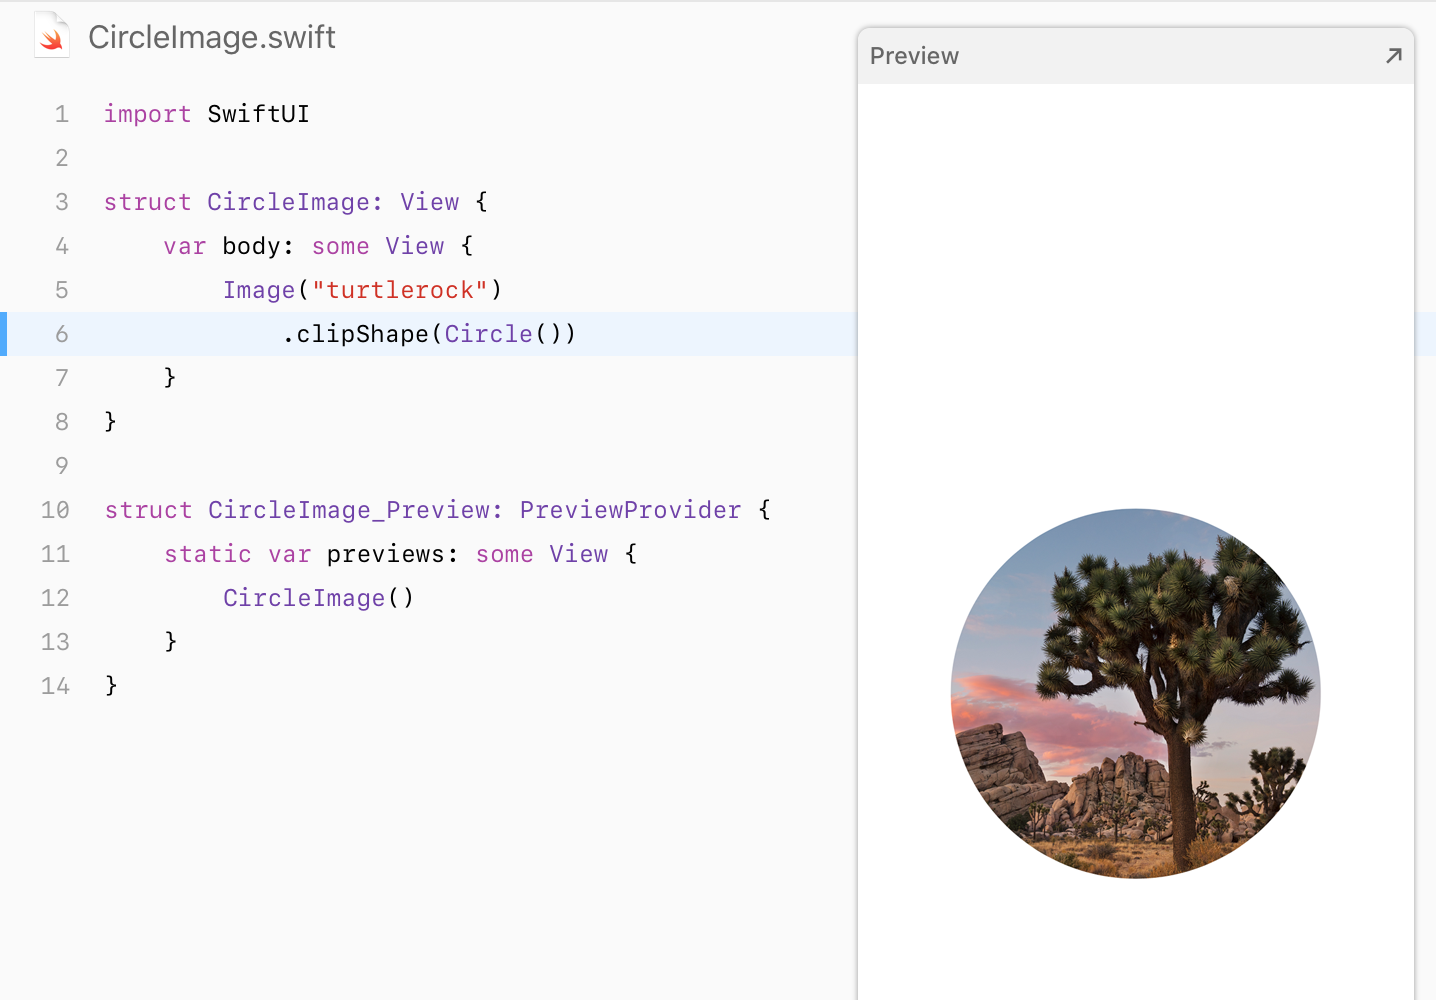 CircleImage.swift
Preview
1 import SwiftUI
2
3 struct CircleImage: View {
4     var body: some View {
5         Image("turtlerock")
6             .clipShape(Circle())
7     }
8 }
9
10 struct CircleImage_Preview: PreviewProvider {
11     static var previews: some View {
12         CircleImage()
13     }
14 }